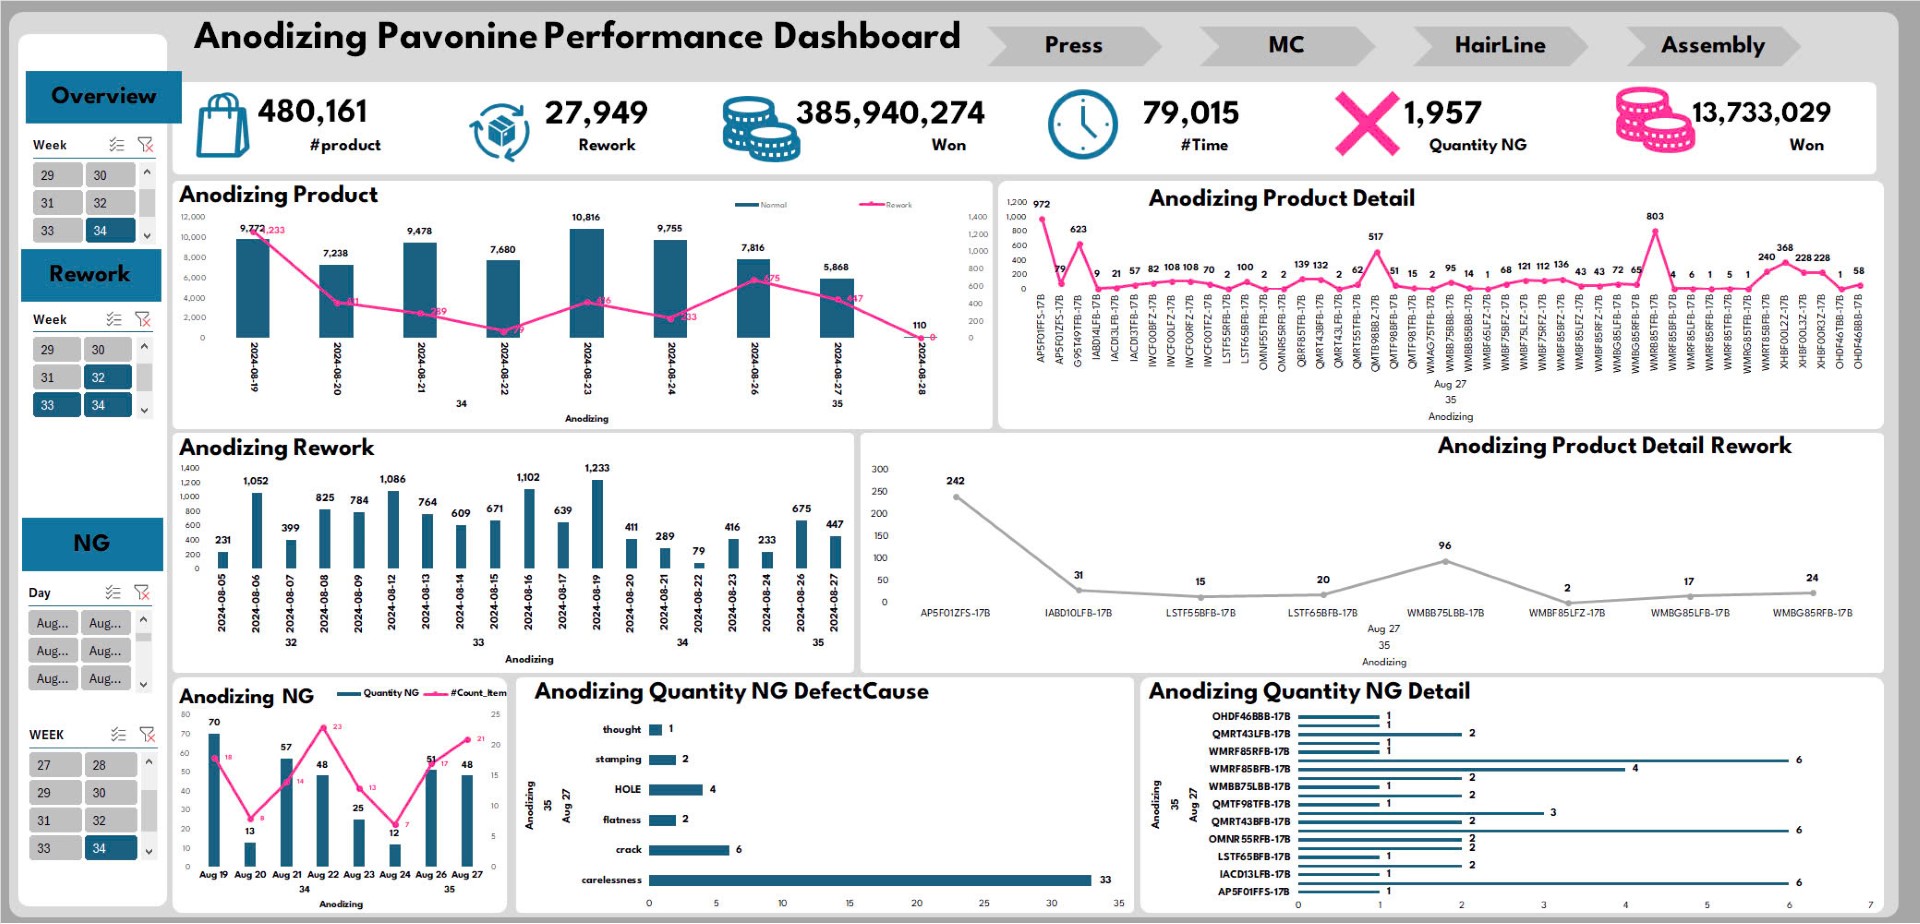 Anodizing Pavonine Performance Dashboard
Press
MC
HairLine
Assembly
Overview
480,161
#product
27,949
Rework
385,940,274
Won
79,015
#Time
1,957
Quantity NG
13,733,029
Won
Week
29 30
31 32
33 34
Rework
Week
29 30
31 32
33 34
NG
Day
Aug... Aug...
Aug... Aug...
Aug... Aug...
WEEK
27 28
29 30
31 32
33 34
Anodizing Product
Normal Rework
12,000
10,000
8,000
6,000
4,000
2,000
0
9,772 7,238 9,478 7,680 10,816 9,755 7,816 5,868 110
1,233 289 79 416 233 675 447 0
1,400
1,200
1,000
800
600
400
200
0
2024-08-19 2024-08-20 2024-08-21 2024-08-22 2024-08-23 2024-08-24 2024-08-26 2024-08-27 2024-08-28
34 35
Anodizing
Anodizing Product Detail
1,200
1,000
800
600
400
200
0
972 79 623 9 21 57 82 108 108 70 2 100 2 2 139 132 2 62 517 51 15 2 95 14 1 68 121 112 136 43 43 72 65 803 4 6 1 5 1 240 368 228 228 1 58
AP5F01FFS-17B
AP5F01ZFS-17B
G95T49TFB-17B
IABD14LFB-17B
IACD13LFB-17B
IACD13TFB-17B
IWCF00BFZ-17B
IWCF00LFZ-17B
IWCF00RFZ-17B
IWCF00TFZ-17B
LSTF55RFB-17B
LSTF65BFB-17B
OMNF55TFB-17B
OMNR55RFB-17B
QBRF85TFB-17B
QMRT43BFB-17B
QMRT43LFB-17B
QMRT55TFB-17B
QMTB98BBZ-17B
QMTF98BFB-17B
QMTF98TFB-17B
WMAG75TFB-17B
WMBB75LBB-17B
WMBB85BBB-17B
WMBF65LFZ-17B
WMBF75BFZ-17B
WMBF75LFZ-17B
WMBF75RFZ-17B
WMBF85BFZ-17B
WMBF85LFZ-17B
WMBF85RFZ-17B
WMBG85LFB-17B
WMBG85RFB-17B
WMRB85TFB-17B
WMRF85BFB-17B
WMRF85LFB-17B
WMRF85RFB-17B
WMRF85TFB-17B
WMRG85TFB-17B
WMRT85BFB-17B
XHBF00L2Z-17B
XHBF00L3Z-17B
XHBF00R3Z-17B
OHDF46TBB-17B
OHDF46BBB-17B
Aug 27
35
Anodizing
Anodizing Rework
1,400
1,200
1,000
800
600
400
200
0
231 1,052 399 825 784 1,086 764 609 671 1,102 639 1,233 411 289 79 416 233 675 447
2024-08-05 2024-08-06 2024-08-07 2024-08-08 2024-08-09 2024-08-12 2024-08-13 2024-08-14 2024-08-15 2024-08-16 2024-08-17 2024-08-19 2024-08-20 2024-08-21 2024-08-22 2024-08-23 2024-08-24 2024-08-26 2024-08-27
32 33 34 35
Anodizing
Anodizing Product Detail Rework
300
250
200
150
100
50
0
242 31 15 20 96 2 17 24
AP5F01ZFS-17B IABD10LFB-17B LSTF55BFB-17B LSTF65BFB-17B WMBB75LBB-17B WMBF85LFZ-17B WMBG85LFB-17B WMBG85RFB-17B
Aug 27
35
Anodizing
Anodizing NG
Quantity NG #Count_Item
80
70
60
50
40
30
20
10
0
70 13 57 48 25 12 51 48
18 8 14 23 13 7 17 21
25
20
15
10
5
0
Aug 19 Aug 20 Aug 21 Aug 22 Aug 23 Aug 24 Aug 26 Aug 27
34 35
Anodizing
Anodizing Quantity NG DefectCause
Anodizing
35
Aug 27
thought 1
stamping 2
HOLE 4
flatness 2
crack 6
carelessness 33
0 5 10 15 20 25 30 35
Anodizing Quantity NG Detail
Anodizing
35
Aug 27
OHDF46BBB-17B 1
1
QMRT43LFB-17B 2
1
WMRF85RFB-17B 1
6
WMRF85BFB-17B 4
2
WMBB75LBB-17B 1
2
QMTF98TFB-17B 1
3
QMRT43BFB-17B 2
6
OMNR55RFB-17B 2
2
LSTF65BFB-17B 1
2
IACD13LFB-17B 1
6
AP5F01FFS-17B 1
0 1 2 3 4 5 6 7